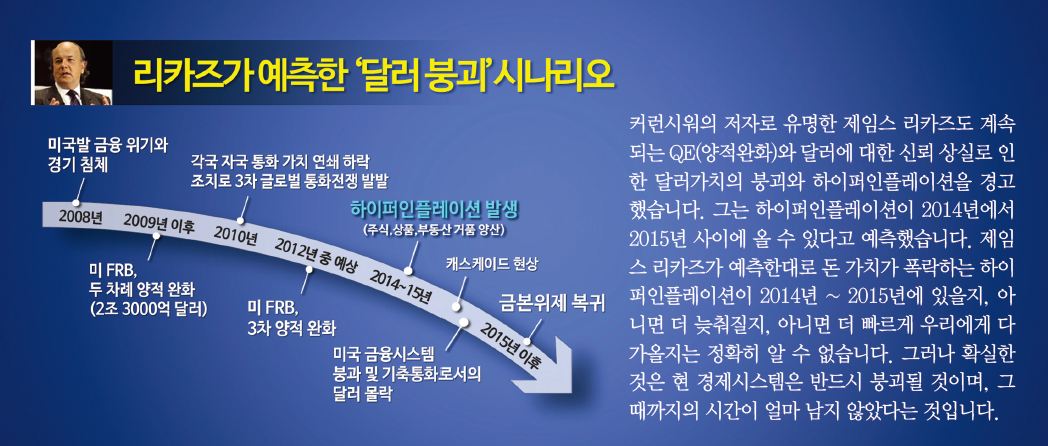 리카즈가 예측한 ‘달러 붕괴’ 시나리오
미국발 금융 위기와
경기 침체
각국 자국 통화 가치 연쇄 하락
조치로 3차 글로벌 통화전쟁 발발
하이퍼인플레이션 발생
(주식,상품,부동산 거품 양산)
캐스케이드 현상
금본위제 복귀
2008년
2009년 이후
2010년
2012년 중 예상
2014~15년
2015년 이후
미 FRB,
두 차례 양적 완화
(2조 3000억 달러)
미 FRB,
3차 양적 완화
미국 금융시스템
붕괴 및 기축통화로서의
달러 몰락
커런시워의 저자로 유명한 제임스 리카즈도 계속
되는 QE(양적완화)와 달러에 대한 신뢰 상실로 인
한 달러가치의 붕괴와 하이퍼인플레이션을 경고
했습니다. 그는 하이퍼인플레이션이 2014년에서
2015년 사이에 올 수 있다고 예측했습니다. 제임
스 리카즈가 예측한대로 돈 가치가 폭락하는 하이
퍼인플레이션이 2014년 ~ 2015년에 있을지, 아
니면 더 늦춰질지, 아니면 더 빠르게 우리에게 다
가올지는 정확히 알 수 없습니다. 그러나 확실한
것은 현 경제시스템은 반드시 붕괴될 것이며, 그
때까지의 시간이 얼마 남지 않았다는 것입니다.